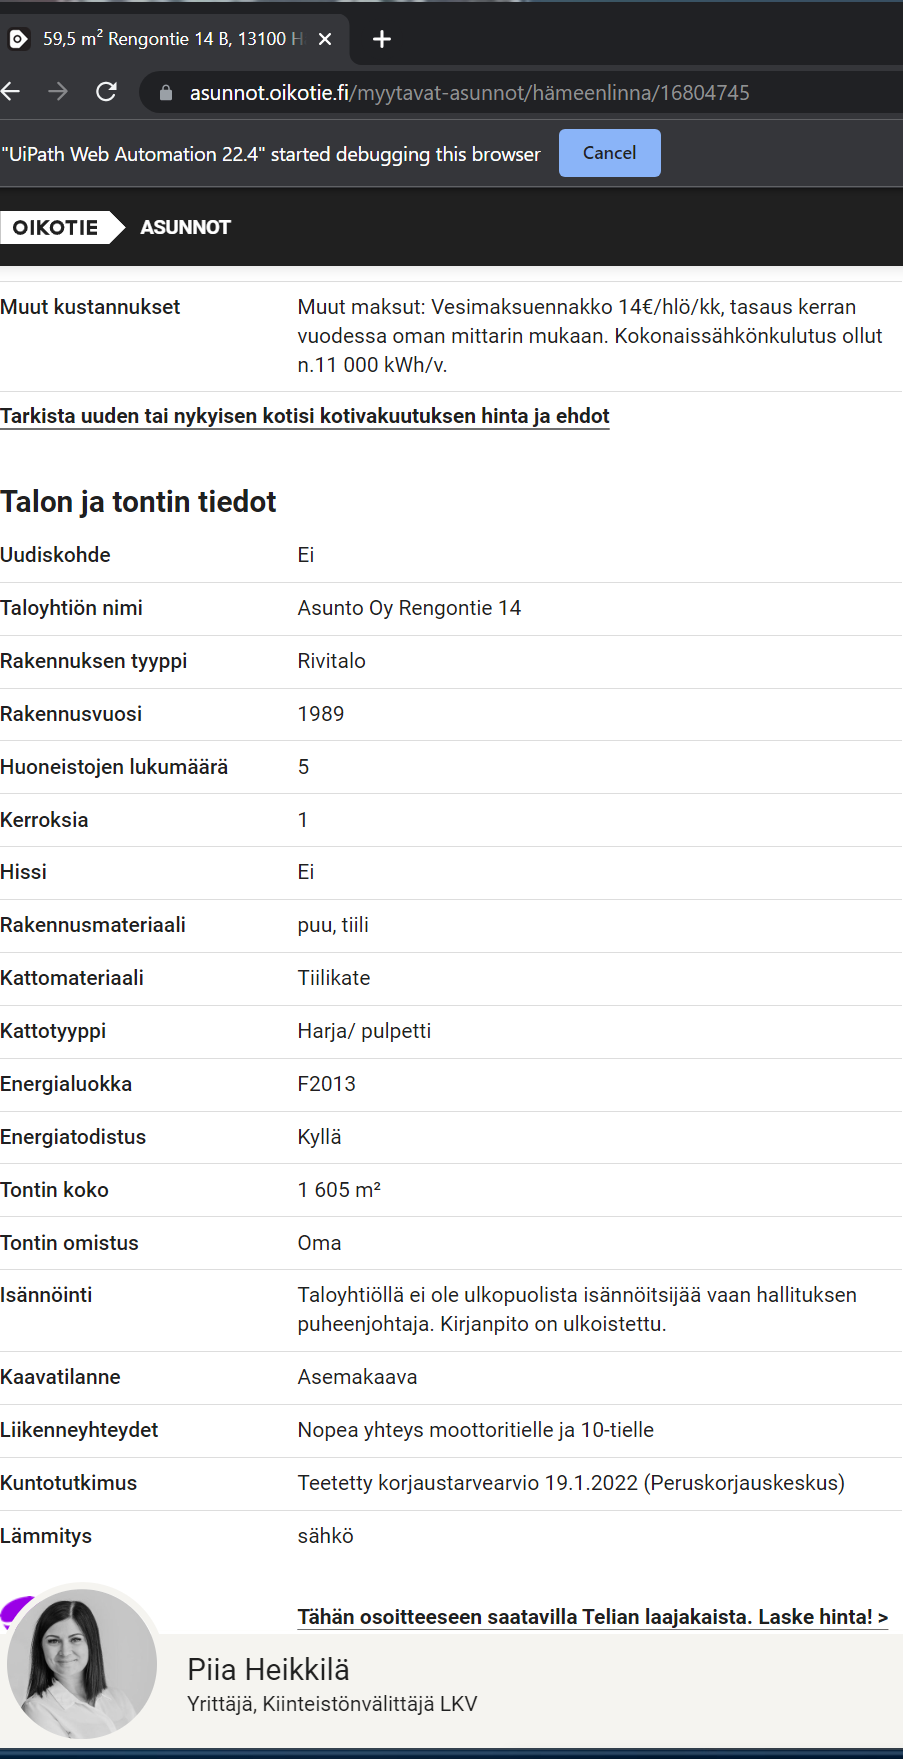 59,5 m² Rengontie 14 B, 13100 H
asunnot.oikotie.fi/myytavat-asunnot/hämeenlinna/16804745
"UiPath Web Automation 22.4" started debugging this browser Cancel
OIKOTIE ASUNNOT
Muut kustannukset Muut maksut: Vesimaksuennakko 14€/hlö/kk, tasaus kerran
vuodessa oman mittarin mukaan. Kokonaissähkönkulutus ollut
n.11 000 kWh/v.
Tarkista uuden tai nykyisen kotisi kotivakuutuksen hinta ja ehdot
Talon ja tontin tiedot
Uudiskohde Ei
Taloyhtiön nimi Asunto Oy Rengontie 14
Rakennuksen tyyppi Rivitalo
Rakennusvuosi 1989
Huoneistojen lukumäärä 5
Kerroksia 1
Hissi Ei
Rakennusmateriaali puu, tiili
Kattomateriaali Tiilikate
Kattotyyppi Harja/ pulpetti
Energialuokka F2013
Energiatodistus Kyllä
Tontin koko 1 605 m²
Tontin omistus Oma
Isännöinti Taloyhtiöllä ei ole ulkopuolista isännöitsijää vaan hallituksen
puheenjohtaja. Kirjanpito on ulkoistettu.
Kaavatilanne Asemakaava
Liikenneyhteydet Nopea yhteys moottoritielle ja 10-tielle
Kuntotutkimus Teetetty korjaustarvearvio 19.1.2022 (Peruskorjauskeskus)
Lämmitys sähkö
Tähän osoitteeseen saatavilla Telian laajakaista. Laske hinta! >
Piia Heikkilä
Yrittäjä, Kiinteistönvälittäjä LKV